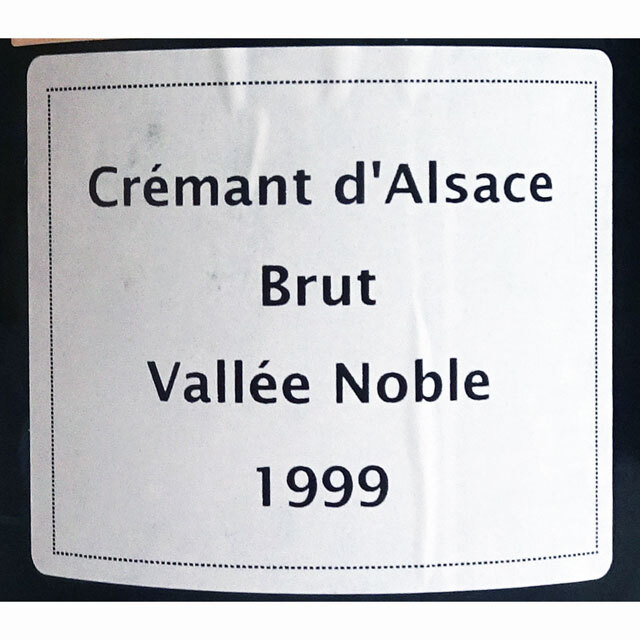 Crémant d'Alsace
Brut
Vallée Noble
1999